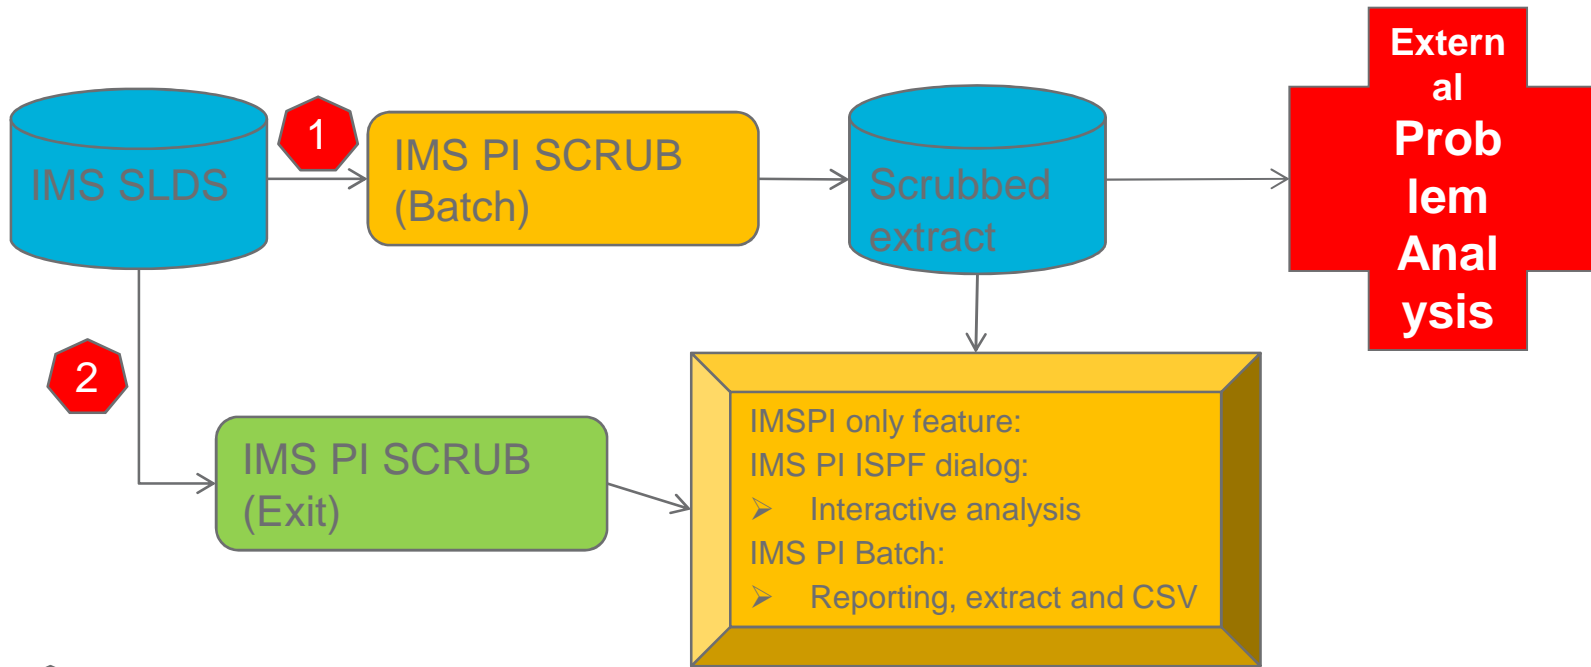 IMS SLDS
1
IMS PI SCRUB
(Batch)
Scrubbed
extract
Extern
al
Prob
lem
Anal
ysis
2
IMS PI SCRUB
(Exit)
IMSPI only feature:
IMS PI ISPF dialog:
➢ Interactive analysis
IMS PI Batch:
➢ Reporting, extract and CSV